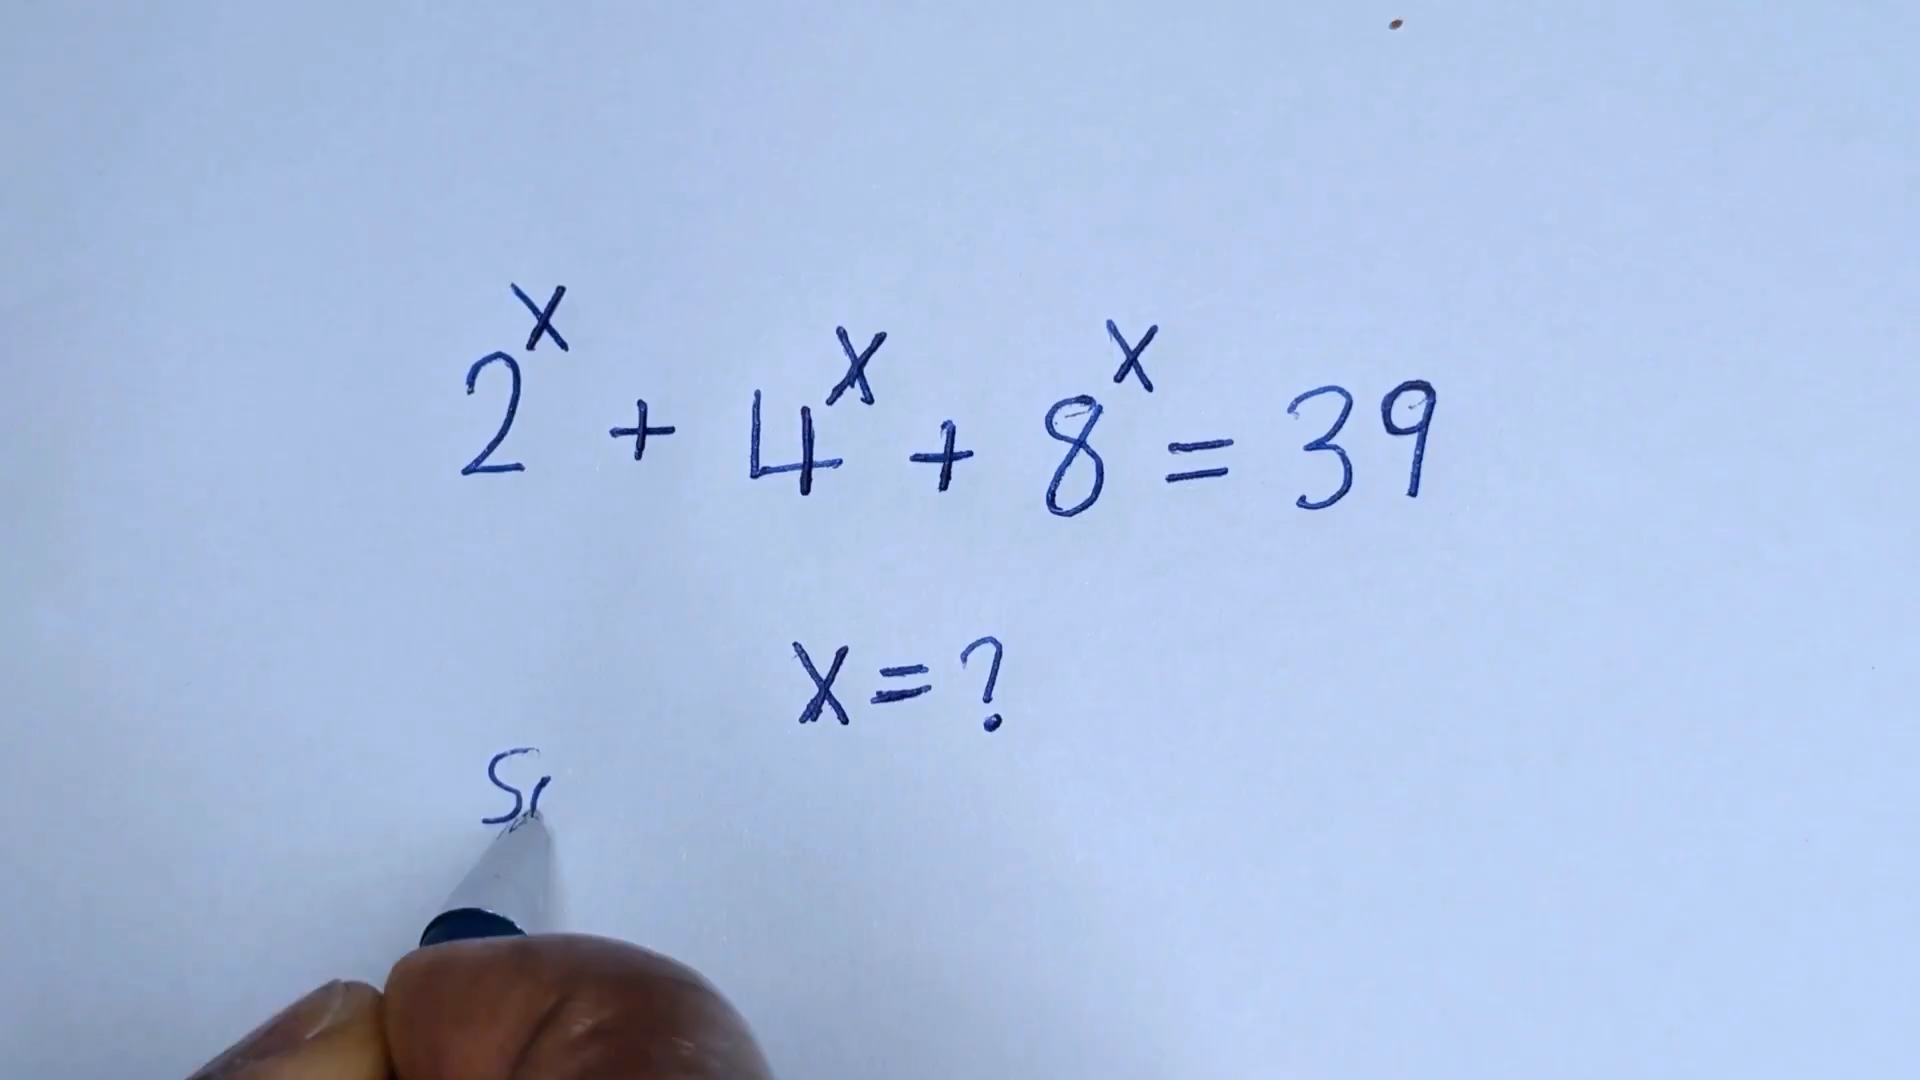 2^x + 4^x + 8^x = 39
x = ?